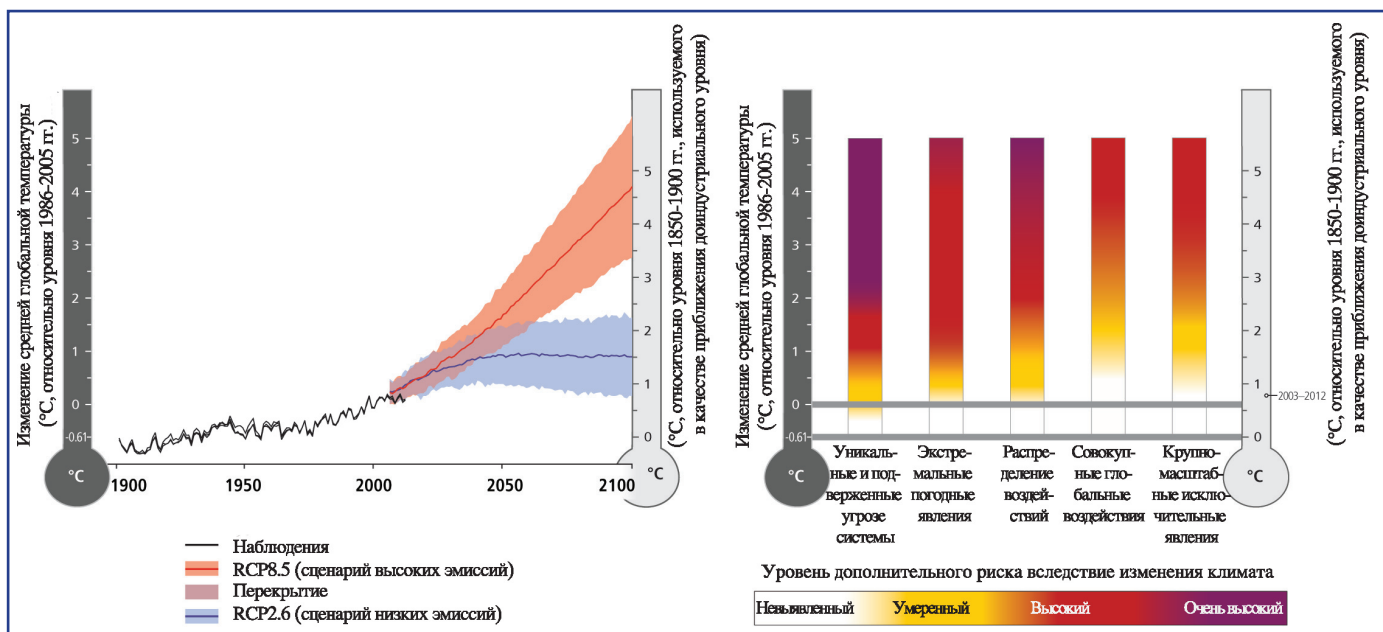 Изменение средней глобальной температуры
(°C, относительно уровня 1986-2005 гг.)
5
4
3
2
1
0
-0.61
°C
1900
1950
2000
2050
2100
5
4
3
2
1
0
°C
(°C, относительно уровня 1850-1900 гг., используемого
в качестве приближения доиндустриального уровня)
Наблюдения
RCP8.5 (сценарий высоких эмиссий)
Перекрытие
RCP2.6 (сценарий низких эмиссий)
Изменение средней глобальной температуры
(°C, относительно уровня 1986-2005 гг.)
5
4
3
2
1
0
-0.61
°C
Уникаль-
ные и под-
верженные
угрозе
системы
Экстре-
мальные
погодные
явления
Распре-
деление
воздей-
ствий
Совокуп-
ные гло-
бальные
воздействия
Крупно-
масштаб-
ные исклю-
чительные
явления
5
4
3
2
1
0
2003–2012
°C
(°C, относительно уровня 1850-1900 гг., используемого
в качестве приближения доиндустриального уровня)
Уровень дополнительного риска вследствие изменения климата
Невыявленный Умеренный Высокий Очень высокий